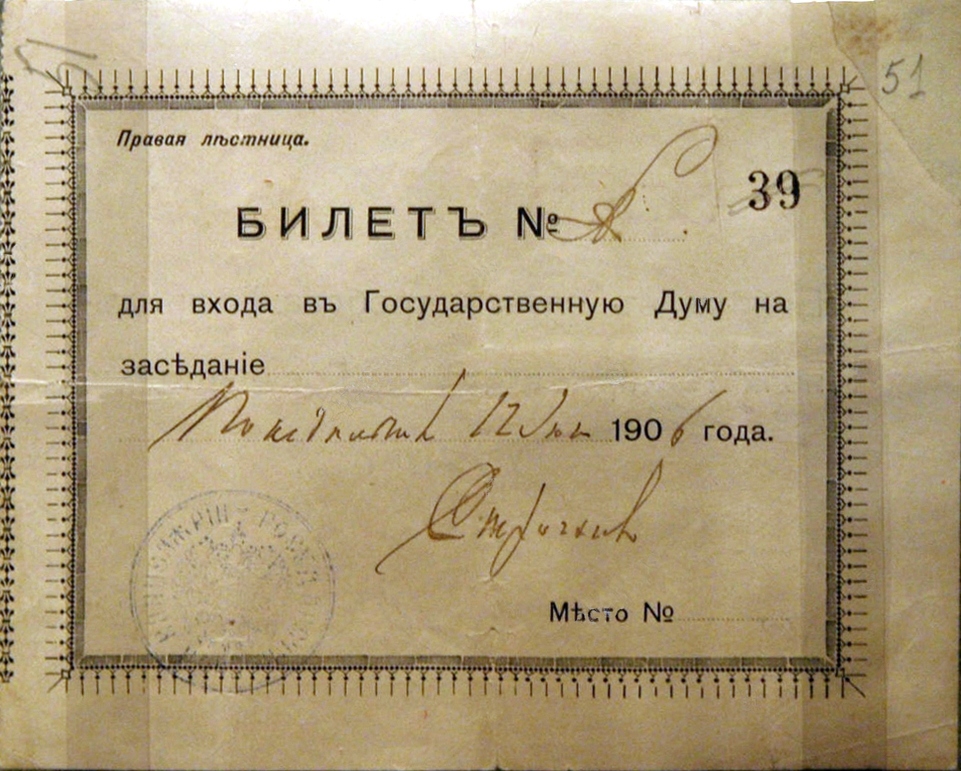 51
Правая лѣстница.
39
БИЛЕТЪ №
для входа въ Государственную Думу на
засѣданіе
Понедѣльникъ 12 Іюня 1906 года.
Мѣсто №